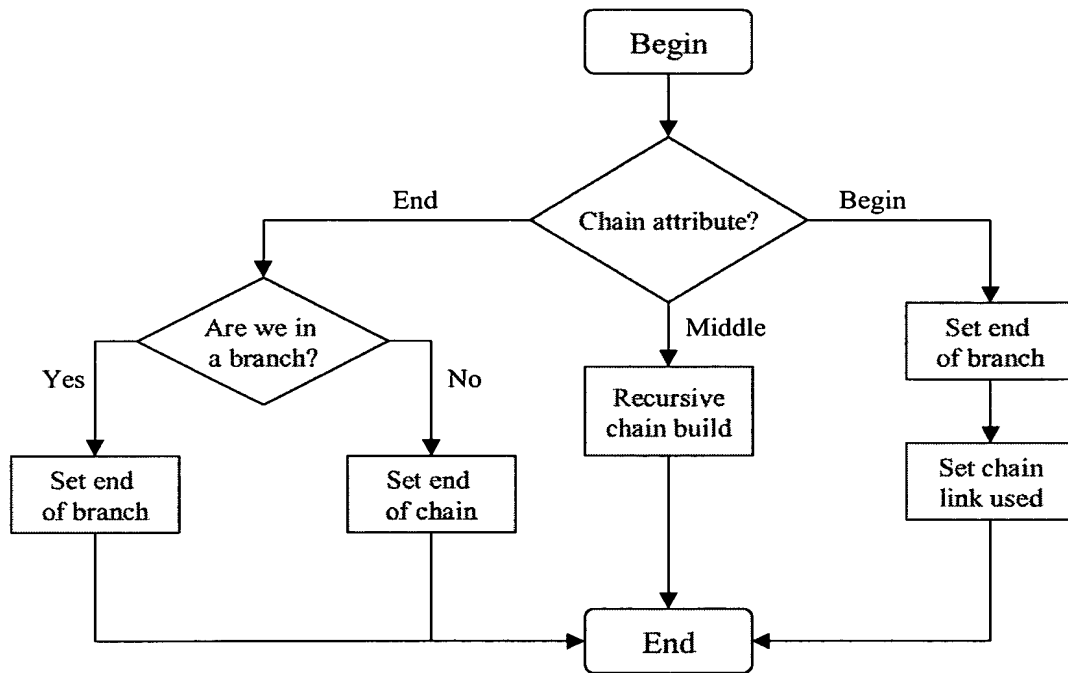 Begin
End
Chain attribute?
Begin
Are we in
a branch?
Middle
Set end
of branch
Yes
No
Recursive
chain build
Set end
of branch
Set end
of chain
Set chain
link used
End